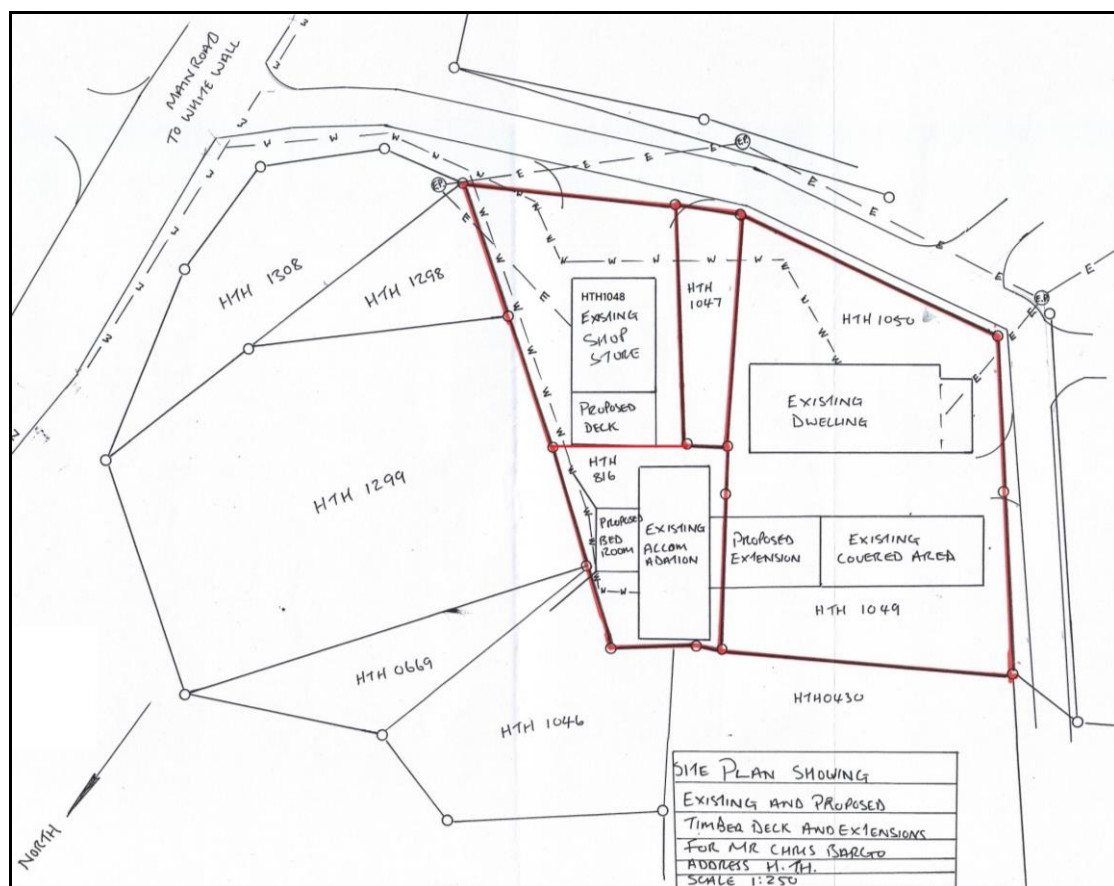 MAIN ROAD
TO WHITE WALL
W
W
W
W
W
W
W
W
W
W
W
E.P.
E
E
E
E
E
E.P.
E
E
E
E
E.P.
E
HTH 1308
HTH 1298
E
E
W
W
W
W
W
W
W
HTH1048
EXISTING
SHOP
STORE
PROPOSED
DECK
HTH
1047
HTH 1050
EXISTING
DWELLING
HTH 1299
HTH
816
PROPOSED
BED
ROOM
EXISTING
ACCOM
ADATION
PROPOSED
EXTENSION
EXISTING
COVERED AREA
HTH 1049
HTH 0669
HTH 1046
HTH0430
NORTH
SITE PLAN SHOWING
EXISTING AND PROPOSED
TIMBER DECK AND EXTENSIONS
FOR MR CHRIS BARGO
ADDRESS H.TH.
SCALE 1:250